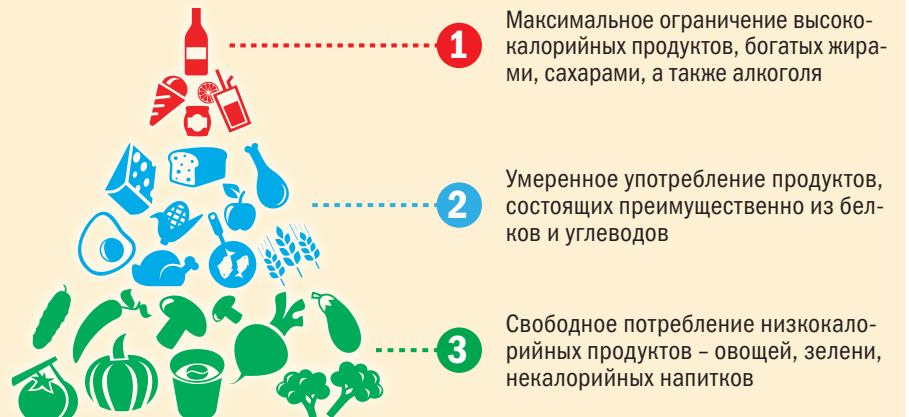 1
Максимальное ограничение высоко-
калорийных продуктов, богатых жира-
ми, сахарами, а также алкоголя
2
Умеренное употребление продуктов,
состоящих преимущественно из бел-
ков и углеводов
3
Свободное потребление низкокало-
рийных продуктов – овощей, зелени,
некалорийных напитков